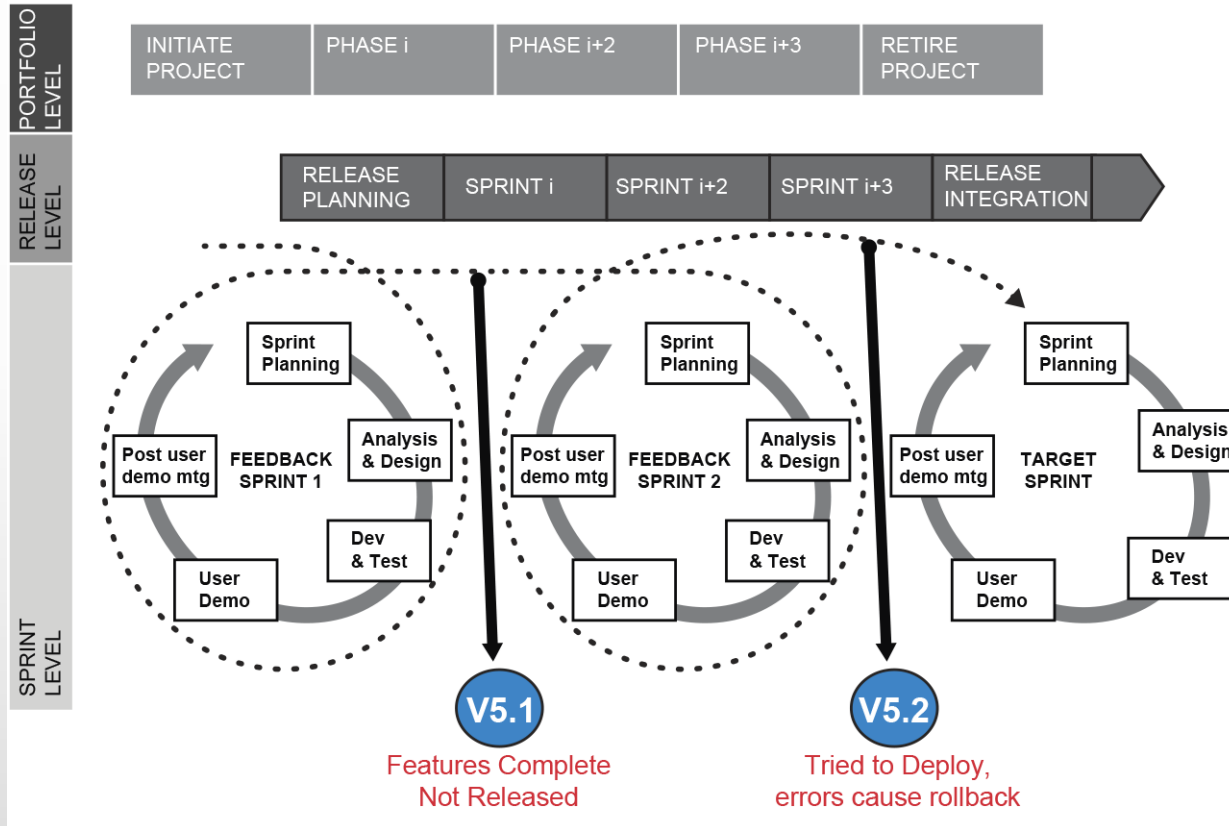 PORTFOLIO
LEVEL
INITIATE
PROJECT
PHASE i
PHASE i+2
PHASE i+3
RETIRE
PROJECT
RELEASE
LEVEL
RELEASE
PLANNING
SPRINT i
SPRINT i+2
SPRINT i+3
RELEASE
INTEGRATION
SPRINT
LEVEL
Sprint
Planning
Analysis
& Design
Dev
& Test
User
Demo
Post user
demo mtg
FEEDBACK
SPRINT 1
Sprint
Planning
Analysis
& Design
Dev
& Test
User
Demo
Post user
demo mtg
FEEDBACK
SPRINT 2
Sprint
Planning
Analysis
& Design
Dev
& Test
User
Demo
Post user
demo mtg
TARGET
SPRINT
V5.1
Features Complete
Not Released
V5.2
Tried to Deploy,
errors cause rollback